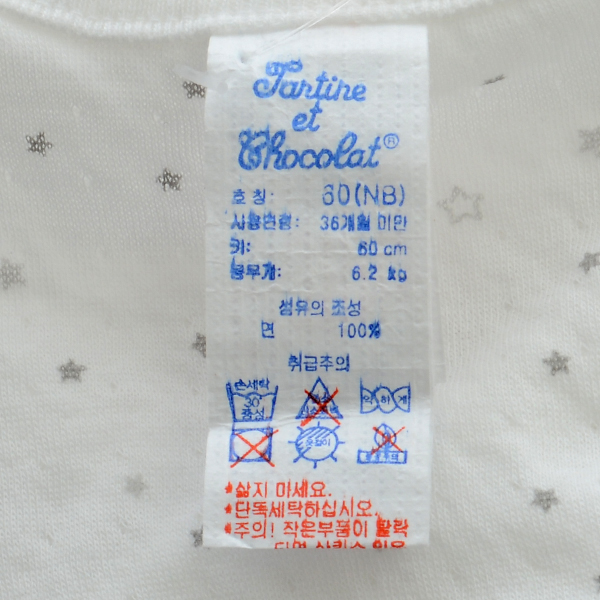 Tartine
et
Chocolat®
호 칭: 60(NB)
사용연령: 36개월 미만
키: 60 cm
몸무게: 6.2 kg
섬유의 조성
면 100%
취급주의
손세탁 30° 중성
약하게
옷걸이
*삶지 마세요.
*단독세탁하십시오.
*주의! 작은부품이 탈락